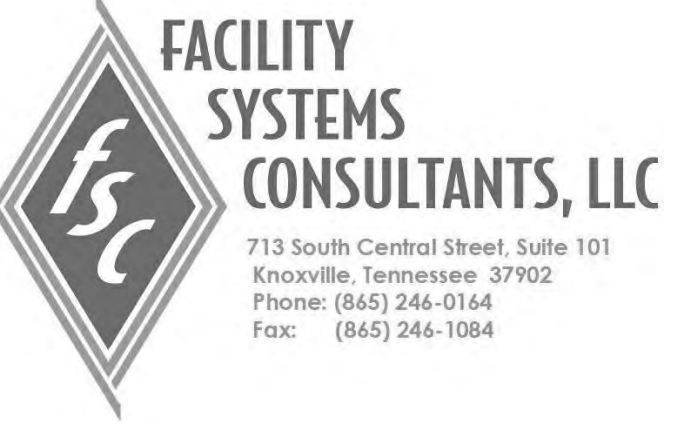 fsc
FACILITY
SYSTEMS
CONSULTANTS, LLC
713 South Central Street, Suite 101
Knoxville, Tennessee 37902
Phone: (865) 246-0164
Fax: (865) 246-1084